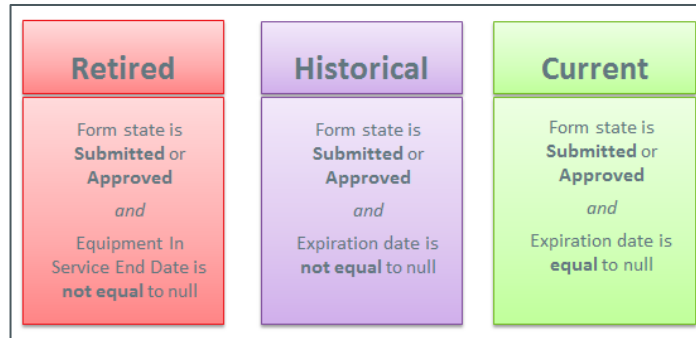 Retired
Form state is
Submitted or
Approved
and
Equipment In
Service End Date is
not equal to null
Historical
Form state is
Submitted or
Approved
and
Expiration date is
not equal to null
Current
Form state is
Submitted or
Approved
and
Expiration date is
equal to null